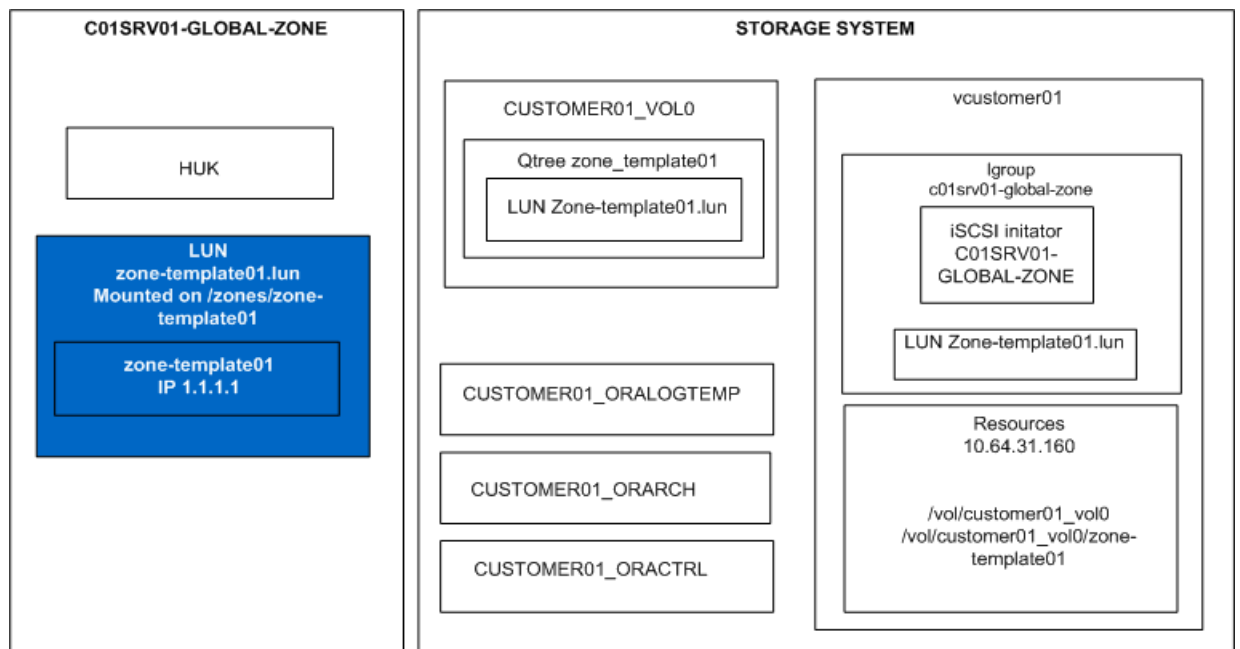 C01SRV01-GLOBAL-ZONE
HUK
LUN
zone-template01.lun
Mounted on /zones/zone-
template01
zone-template01
IP 1.1.1.1
STORAGE SYSTEM
CUSTOMER01_VOL0
Qtree zone_template01
LUN Zone-template01.lun
CUSTOMER01_ORALOGTEMP
CUSTOMER01_ORARCH
CUSTOMER01_ORACTRL
vcustomer01
Igroup
c01srv01-global-zone
iSCSI initator
C01SRV01-
GLOBAL-ZONE
LUN Zone-template01.lun
Resources
10.64.31.160
/vol/customer01_vol0
/vol/customer01_vol0/zone-
template01